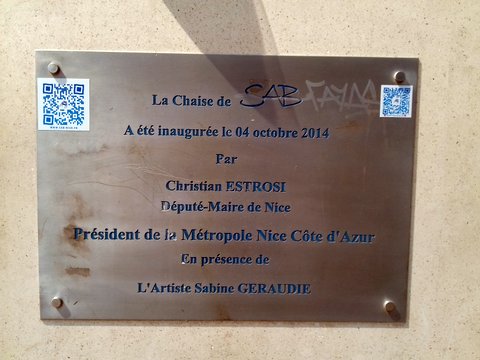 La Chaise de SAB
A été inaugurée le 04 octobre 2014
Par
Christian ESTROSI
Député-Maire de Nice
Président de la Métropole Nice Côte d'Azur
En présence de
L'Artiste Sabine GERAUDIE